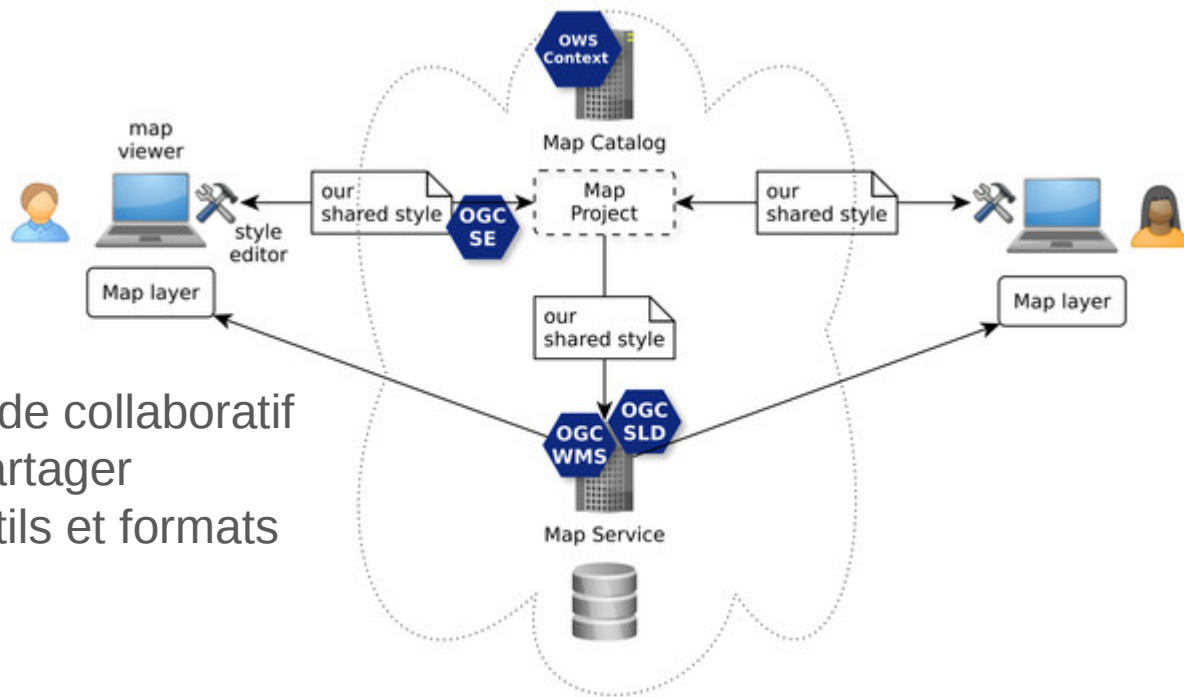 OWS
Context
Map Catalog
map
viewer
our
shared style
OGC
SE
Map
Project
our
shared style
style
editor
Map layer
Map layer
our
shared style
de collaboratif
artager
tils et formats
OGC
WMS
OGC
SLD
Map Service